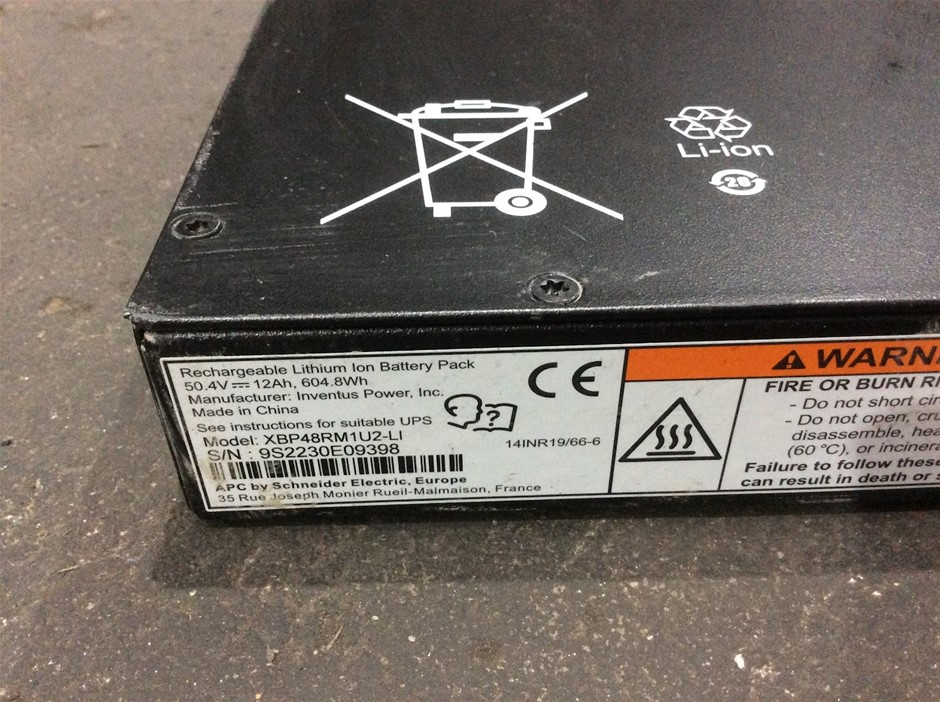 Li-ion
20
Rechargeable Lithium Ion Battery Pack
50.4V⎓12Ah, 604.8Wh
Manufacturer: Inventus Power, Inc.
Made in China
See instructions for suitable UPS
Model: XBP48RM1U2-LI
S/N : 9S2230E09398
APC by Schneider Electric, Europe
35 Rue Joseph Monier Rueil-Malmaison, France
CE
?
14INR19/66-6
WARN
FIRE OR BURN RI
- Do not short cir
- Do not open, cru
disassemble, hea
(60 °C), or incinera
Failure to follow these
can result in death or s